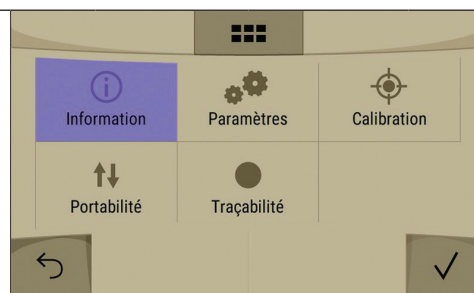 Information
Paramètres
Calibration
Portabilité
Traçabilité